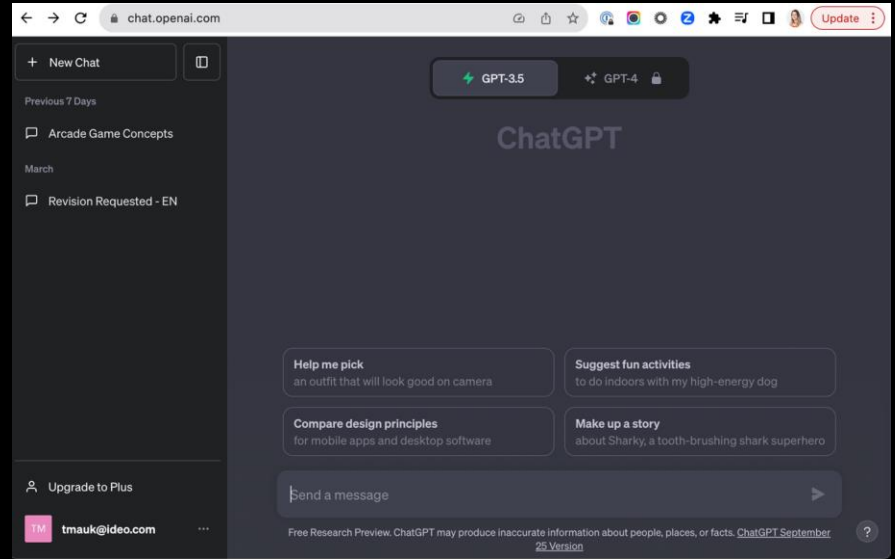 chat.openai.com
Update
New Chat
Previous 7 Days
Arcade Game Concepts
March
Revision Requested - EN
Upgrade to Plus
TM
tmauk@ideo.com
GPT-3.5
GPT-4
ChatGPT
Help me pick
an outfit that will look good on camera
Suggest fun activities
to do indoors with my high-energy dog
Compare design principles
for mobile apps and desktop software
Make up a story
about Sharky, a tooth-brushing shark superhero
Send a message
Free Research Preview. ChatGPT may produce inaccurate information about people, places, or facts. ChatGPT September
25 Version
?